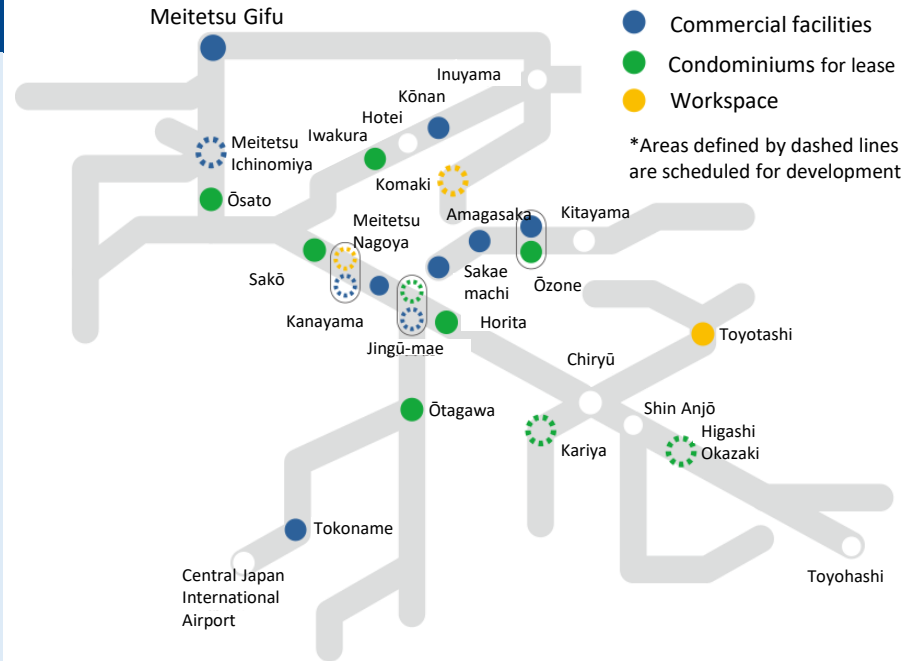 Meitetsu Gifu
Commercial facilities
Condominiums for lease
Workspace
*Areas defined by dashed lines
are scheduled for development
Inuyama
Kōnan
Hotei
Iwakura
Meitetsu
Ichinomiya
Komaki
Ōsato
Meitetsu
Nagoya
Amagasaka
Kitayama
Sakō
Sakae
machi
Ōzone
Kanayama
Horita
Jingū-mae
Toyotashi
Chiryū
Ōtagawa
Shin Anjō
Higashi
Okazaki
Kariya
Tokoname
Central Japan
International
Airport
Toyohashi